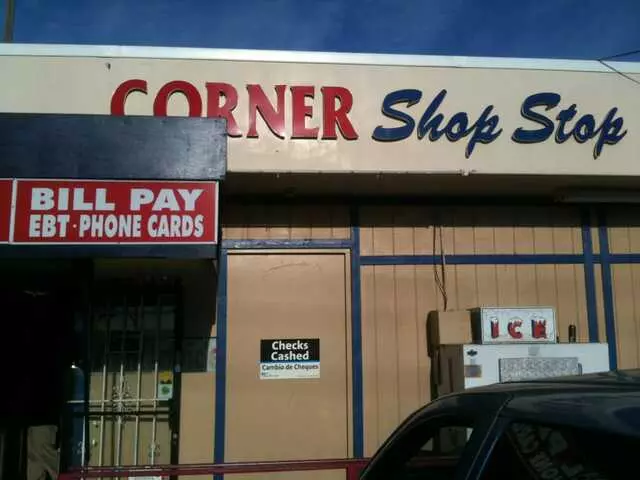 CORNER Shop Stop
BILL PAY
EBT · PHONE CARDS
Checks
Cashed
Cambio de Cheques
ICE